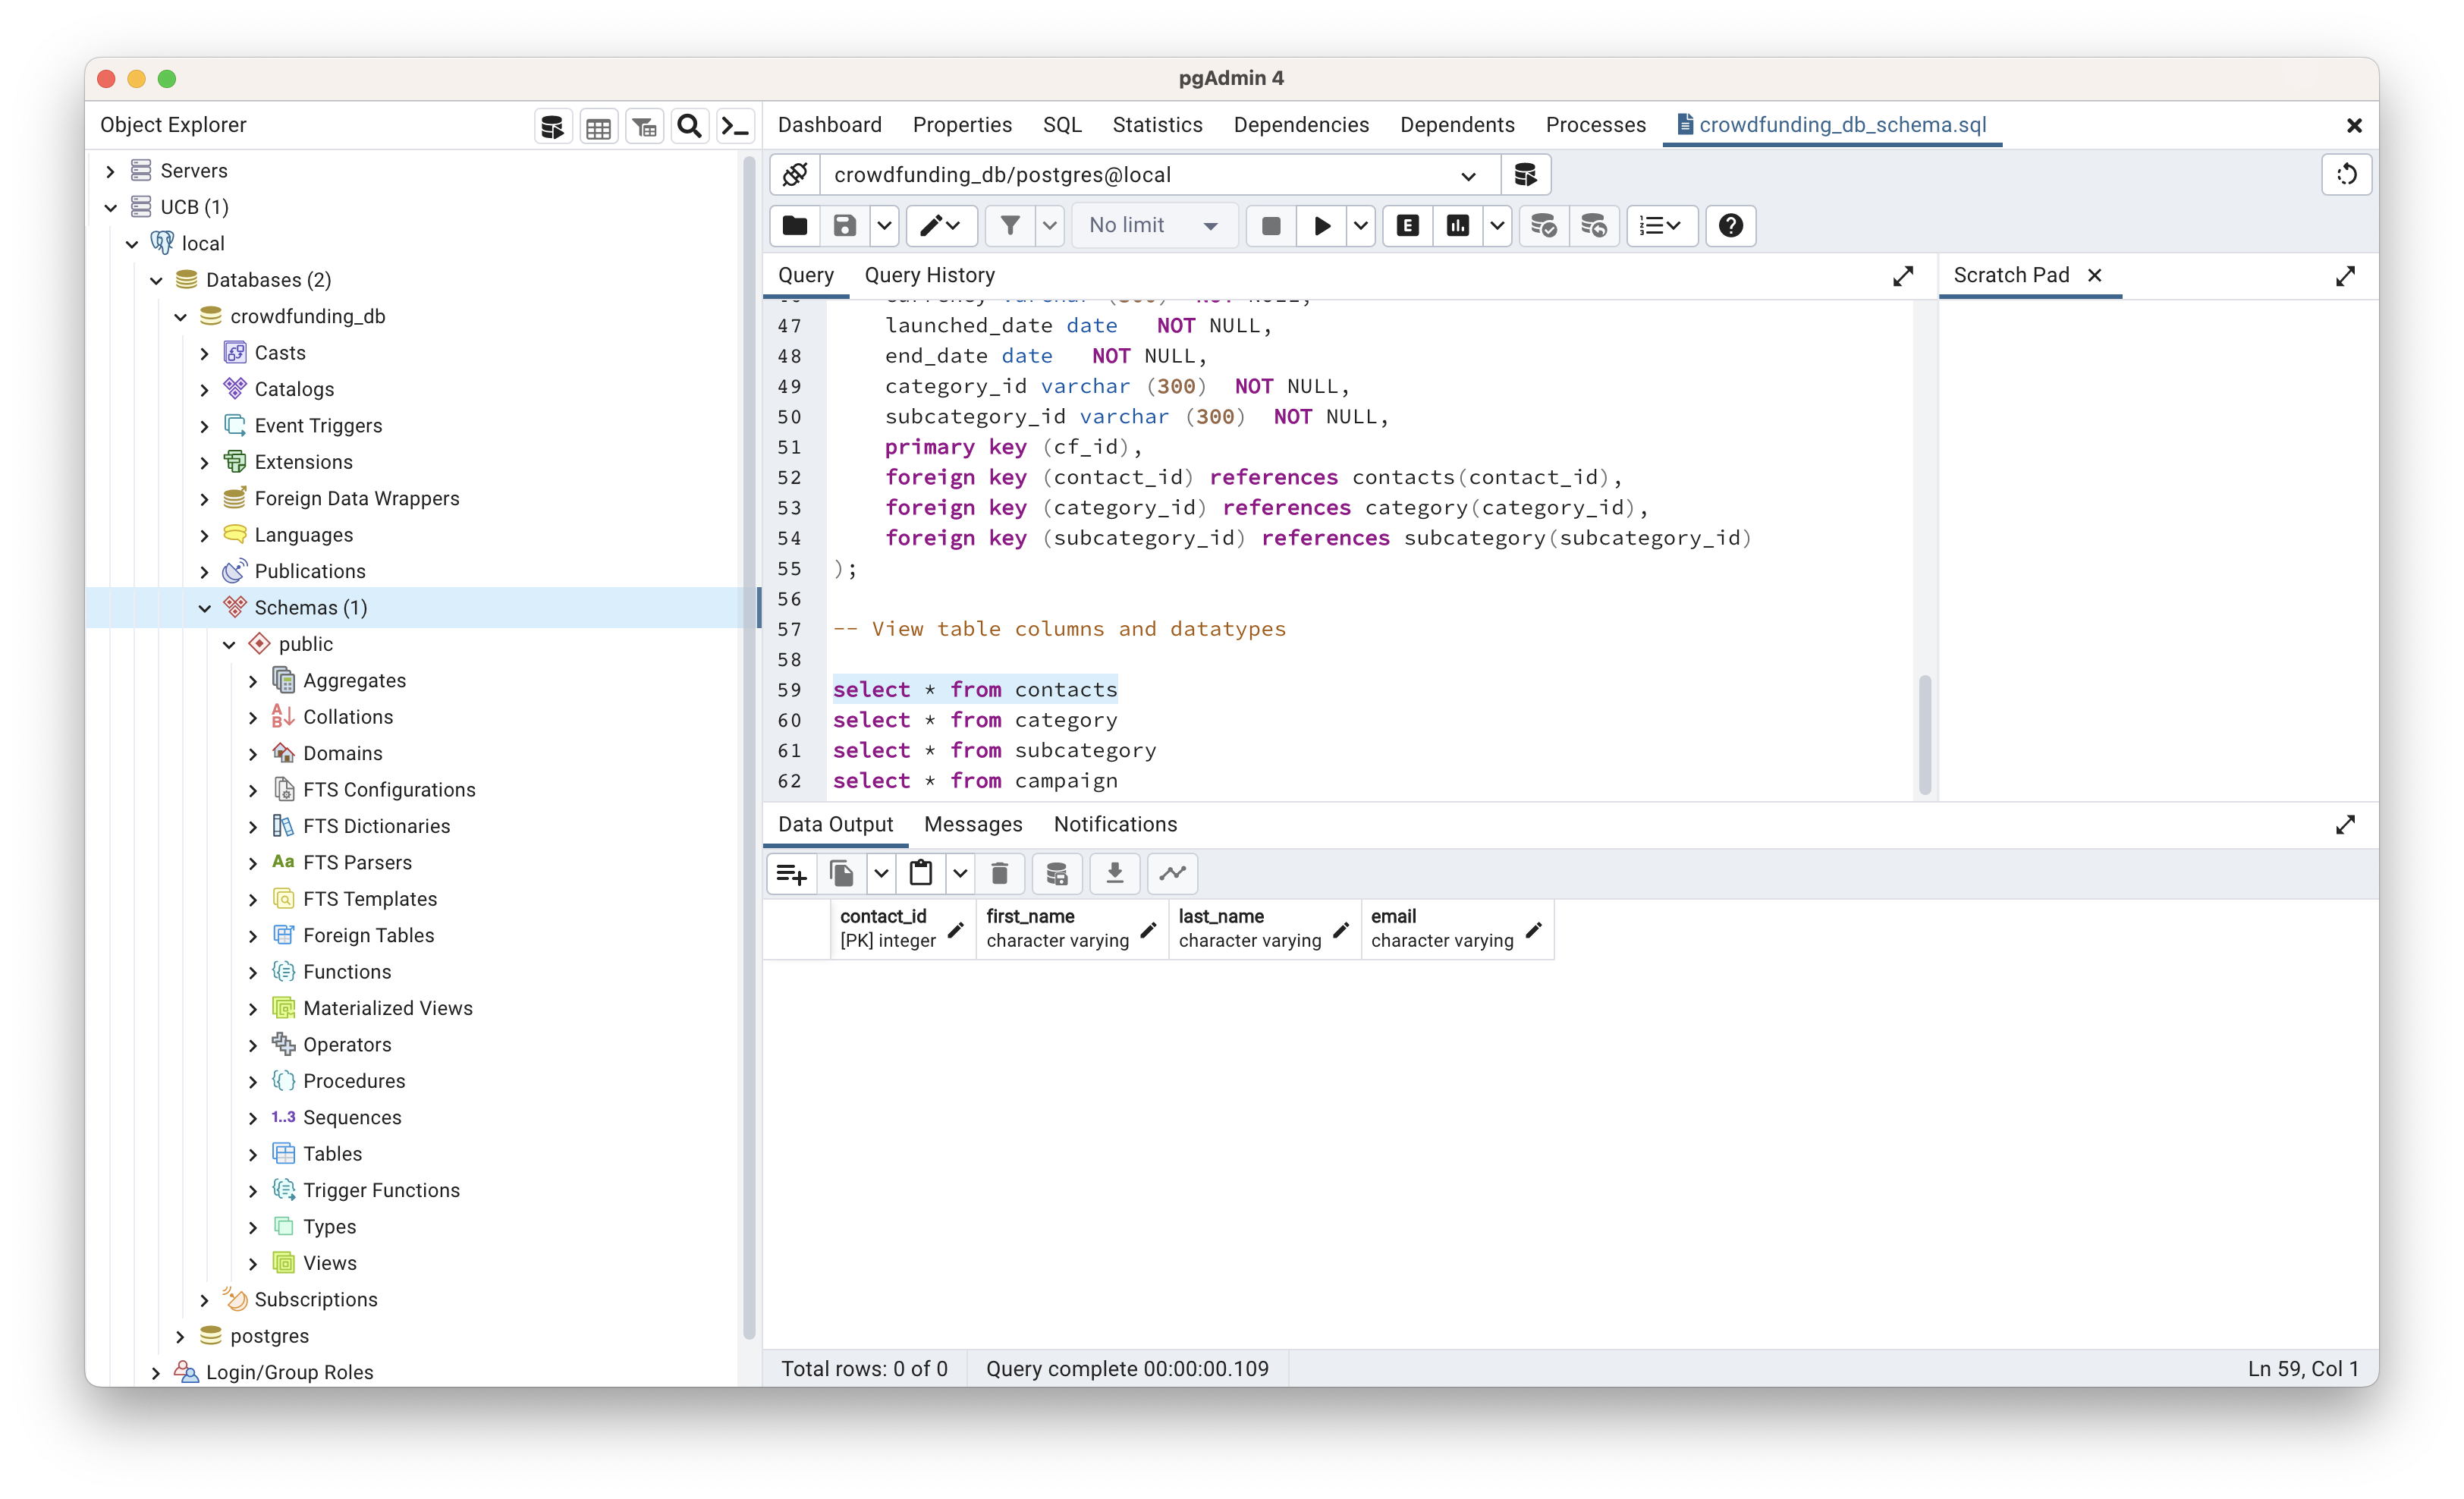 pgAdmin 4
Object Explorer
Servers
UCB (1)
local
Databases (2)
crowdfunding_db
Casts
Catalogs
Event Triggers
Extensions
Foreign Data Wrappers
Languages
Publications
Schemas (1)
public
Aggregates
Collations
Domains
FTS Configurations
FTS Dictionaries
Aa FTS Parsers
FTS Templates
Foreign Tables
Functions
Materialized Views
Operators
Procedures
1..3 Sequences
Tables
Trigger Functions
Types
Views
Subscriptions
postgres
Login/Group Roles
Dashboard Properties SQL Statistics Dependencies Dependents Processes crowdfunding_db_schema.sql
crowdfunding_db/postgres@local
No limit E
Query Query History
Scratch Pad
46 currency varchar (300) NOT NULL,
47 launched_date date NOT NULL,
48 end_date date NOT NULL,
49 category_id varchar (300) NOT NULL,
50 subcategory_id varchar (300) NOT NULL,
51 primary key (cf_id),
52 foreign key (contact_id) references contacts(contact_id),
53 foreign key (category_id) references category(category_id),
54 foreign key (subcategory_id) references subcategory(subcategory_id)
55 );
56
57 -- View table columns and datatypes
58
59 select * from contacts
60 select * from category
61 select * from subcategory
62 select * from campaign
Data Output Messages Notifications
contact_id first_name last_name email
[PK] integer character varying character varying character varying
Total rows: 0 of 0 Query complete 00:00:00.109 Ln 59, Col 1